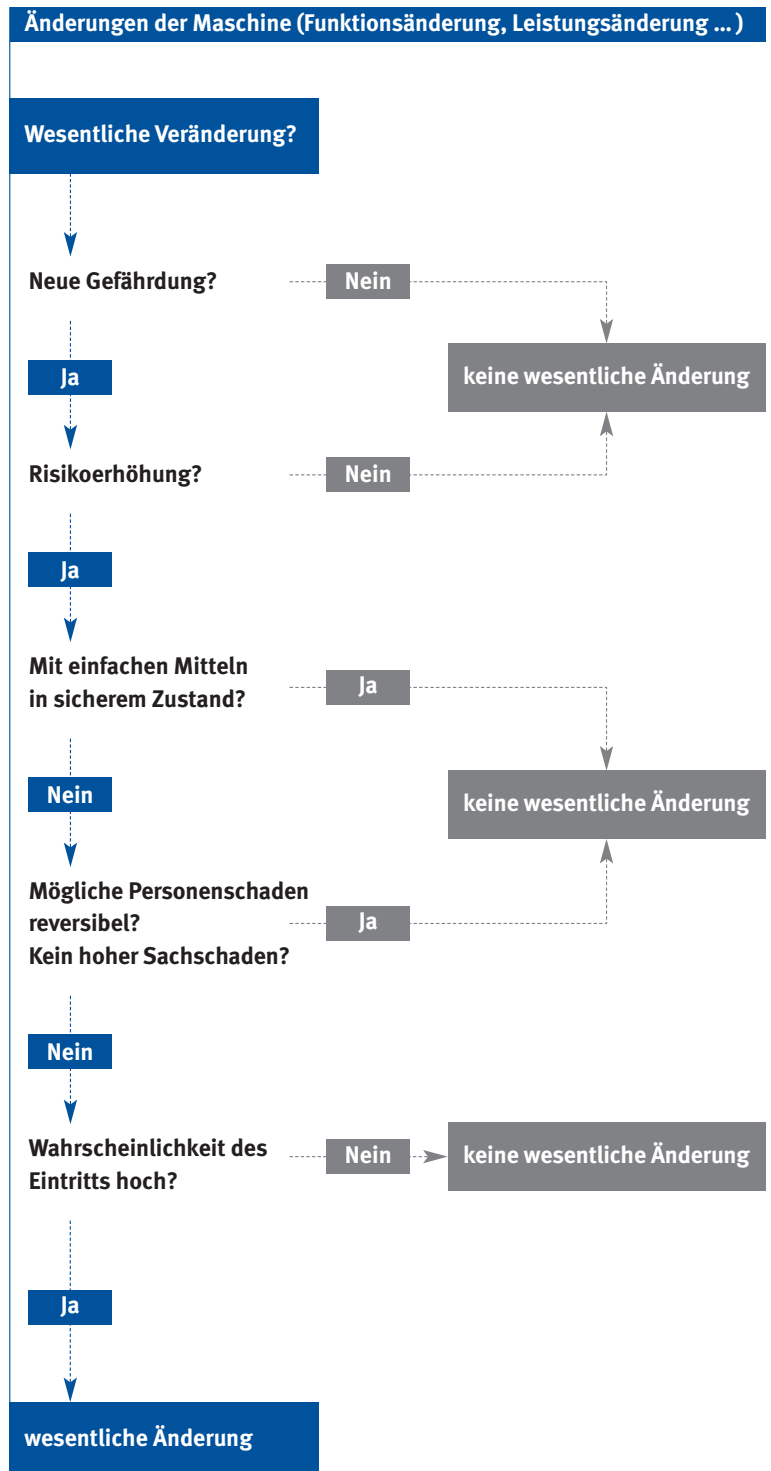 Änderungen der Maschine (Funktionsänderung, Leistungsänderung ... )
Wesentliche Veränderung?
Neue Gefährdung?
Nein
keine wesentliche Änderung
Ja
Risikoerhöhung?
Nein
Ja
Mit einfachen Mitteln
in sicherem Zustand?
Ja
keine wesentliche Änderung
Nein
Mögliche Personenschaden
reversibel?
Kein hoher Sachschaden?
Ja
Nein
Wahrscheinlichkeit des
Eintritts hoch?
Nein
keine wesentliche Änderung
Ja
wesentliche Änderung